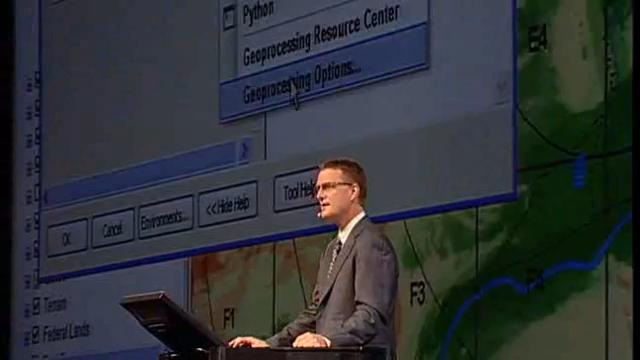 Python
Geoprocessing Resource Center
Geoprocessing Options...
E4
OK
Cancel
Environments...
<< Hide Help
Tool Help
F1
F3
F4
Terrain
Federal Lands